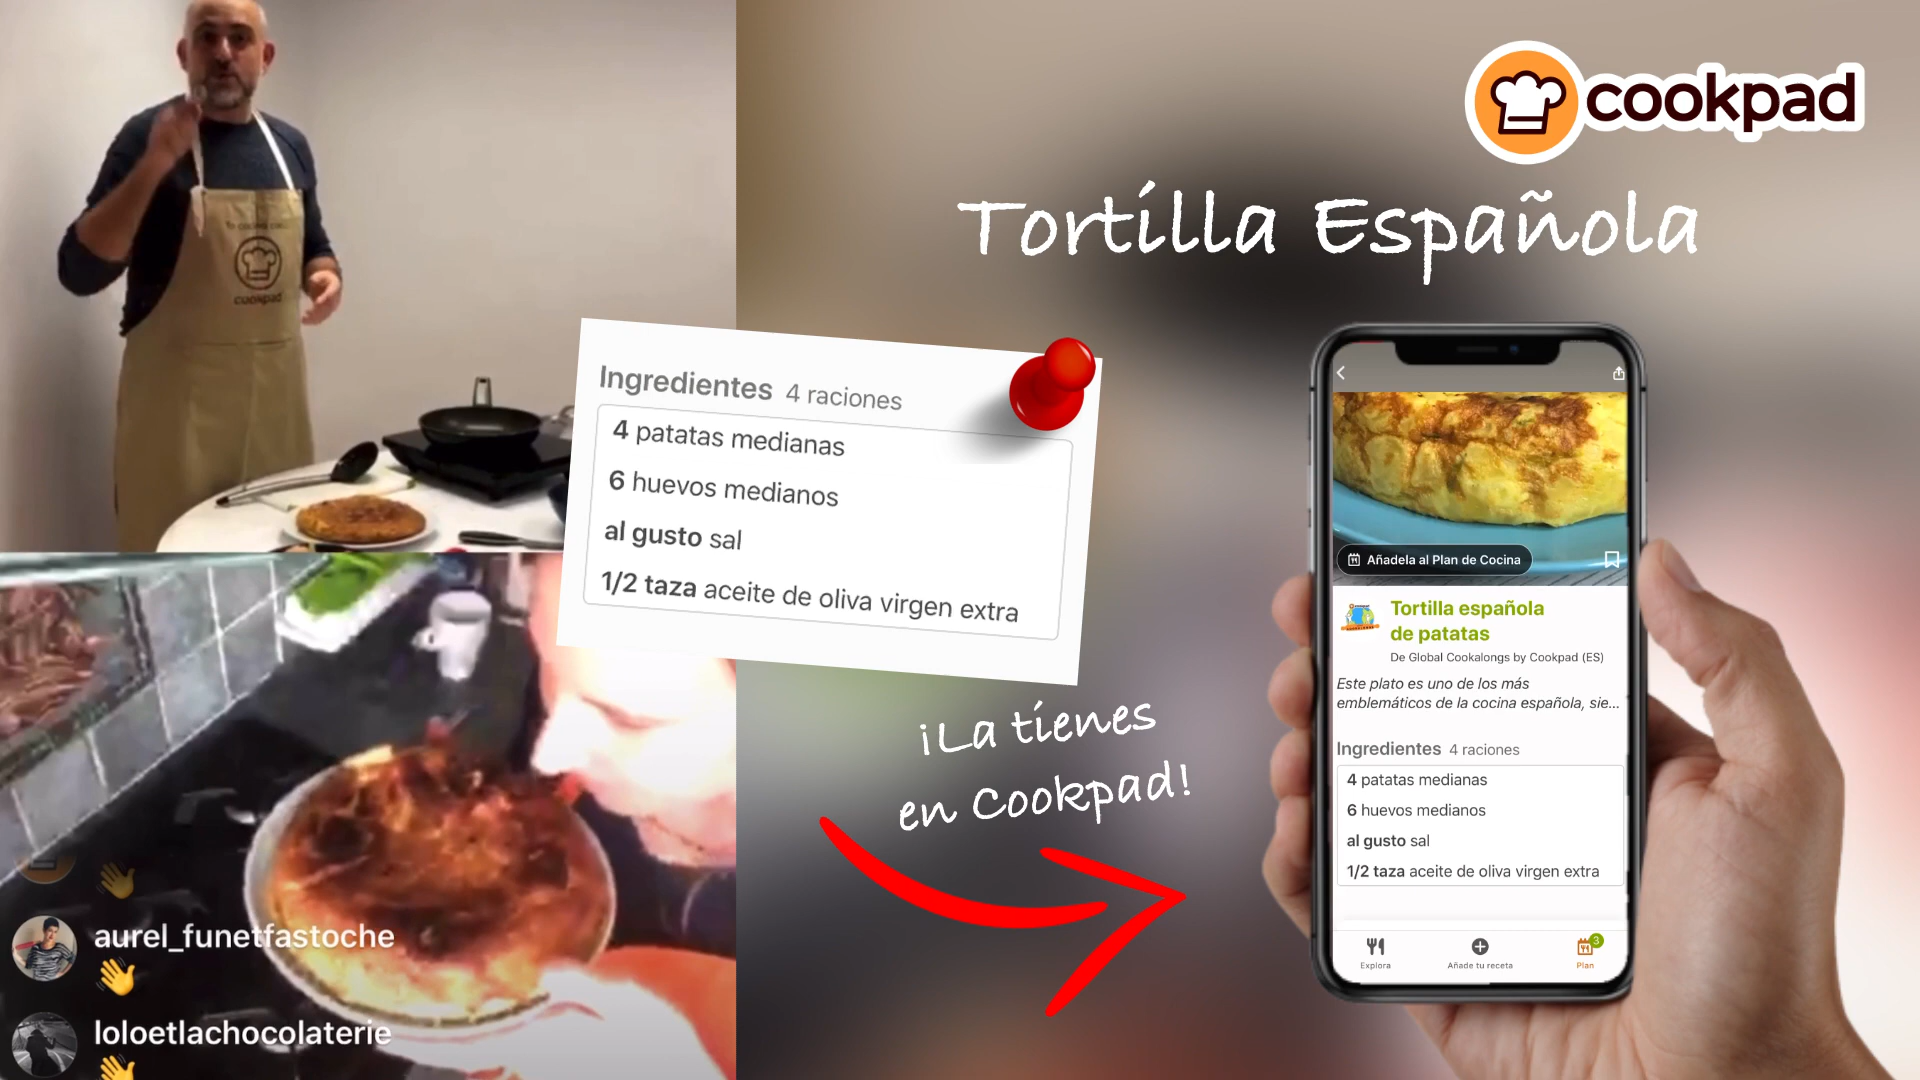 cookpad
Tortilla Española
cookpad
Ingredientes 4 raciones
4 patatas medianas
6 huevos medianos
al gusto sal
1/2 taza aceite de oliva virgen extra
¡La tienes
en Cookpad!
Añadela al Plan de Cocina
Tortilla española
de patatas
De Global Cookalongs by Cookpad (ES)
Este plato es uno de los más
emblemáticos de la cocina española, sie...
Ingredientes 4 raciones
4 patatas medianas
6 huevos medianos
al gusto sal
1/2 taza aceite de oliva virgen extra
Explora
Añade tu receta
3
Plan
aurel_funetfastoche
loloetlachocolaterie